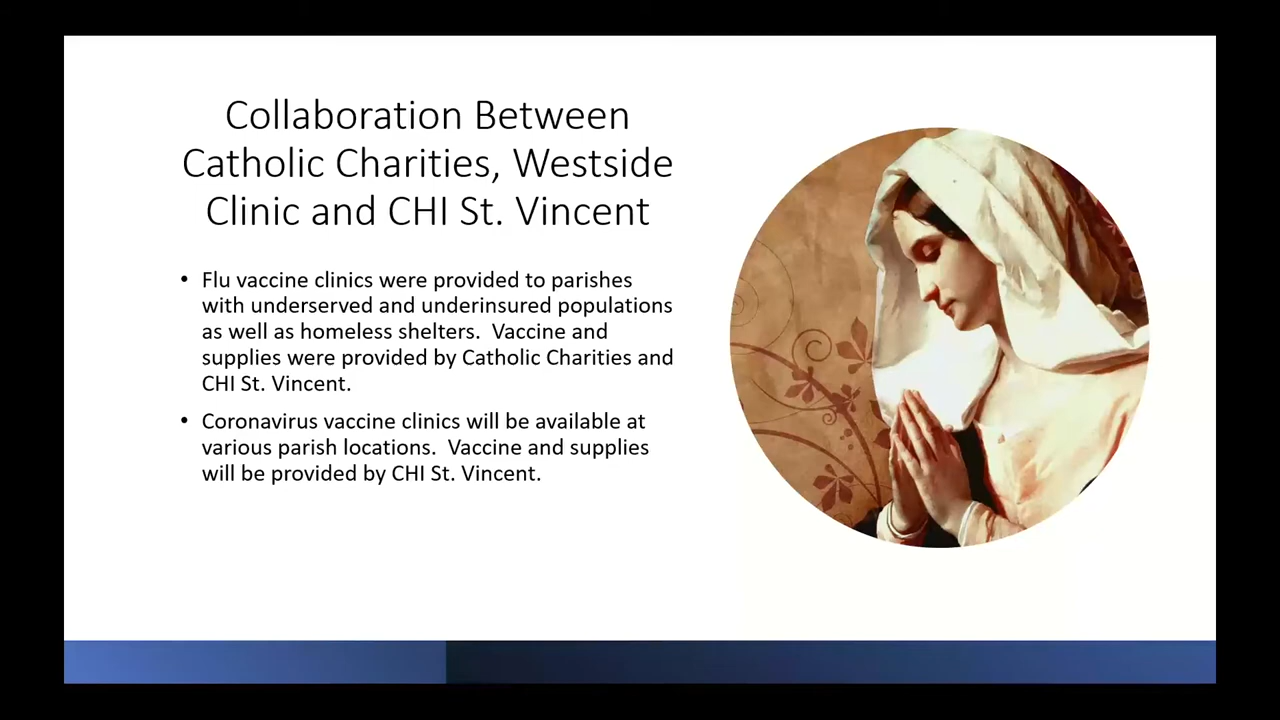 Collaboration Between
Catholic Charities, Westside
Clinic and CHI St. Vincent
• Flu vaccine clinics were provided to parishes
with underserved and underinsured populations
as well as homeless shelters.  Vaccine and
supplies were provided by Catholic Charities and
CHI St. Vincent.
• Coronavirus vaccine clinics will be available at
various parish locations.  Vaccine and supplies
will be provided by CHI St. Vincent.